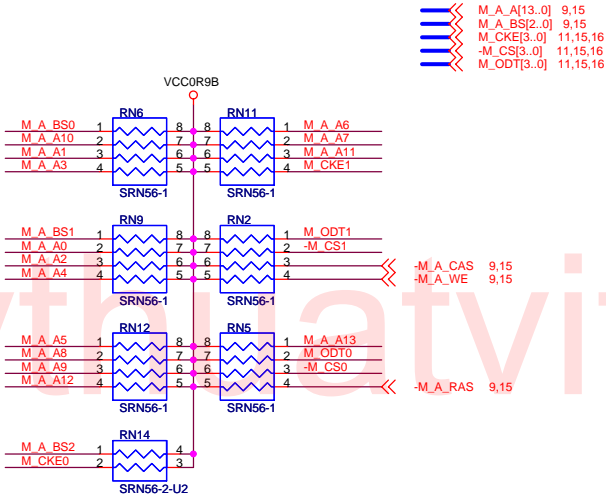 M_A_A[13..0] 9,15
M_A_BS[2..0] 9,15
M_CKE[3..0] 11,15,16
-M_CS[3..0] 11,15,16
M_ODT[3..0] 11,15,16
VCC0R9B
RN6 RN11
M_A_BS0 1 8 8 1 M_A_A6
M_A_A10 2 7 7 2 M_A_A7
M_A_A1 3 6 6 3 M_A_A11
M_A_A3 4 5 5 4 M_CKE1
SRN56-1 SRN56-1
RN9 RN2
M_A_BS1 1 8 8 1 M_ODT1
M_A_A0 2 7 7 2 -M_CS1
M_A_A2 3 6 6 3 -M_A_CAS 9,15
M_A_A4 4 5 5 4 -M_A_WE 9,15
SRN56-1 SRN56-1
RN12 RN5
M_A_A5 1 8 8 1 M_A_A13
M_A_A8 2 7 7 2 M_ODT0
M_A_A9 3 6 6 3 -M_CS0
M_A_A12 4 5 5 4 -M_A_RAS 9,15
SRN56-1 SRN56-1
RN14
M_A_BS2 1 4
M_CKE0 2 3
SRN56-2-U2
ythuatvi